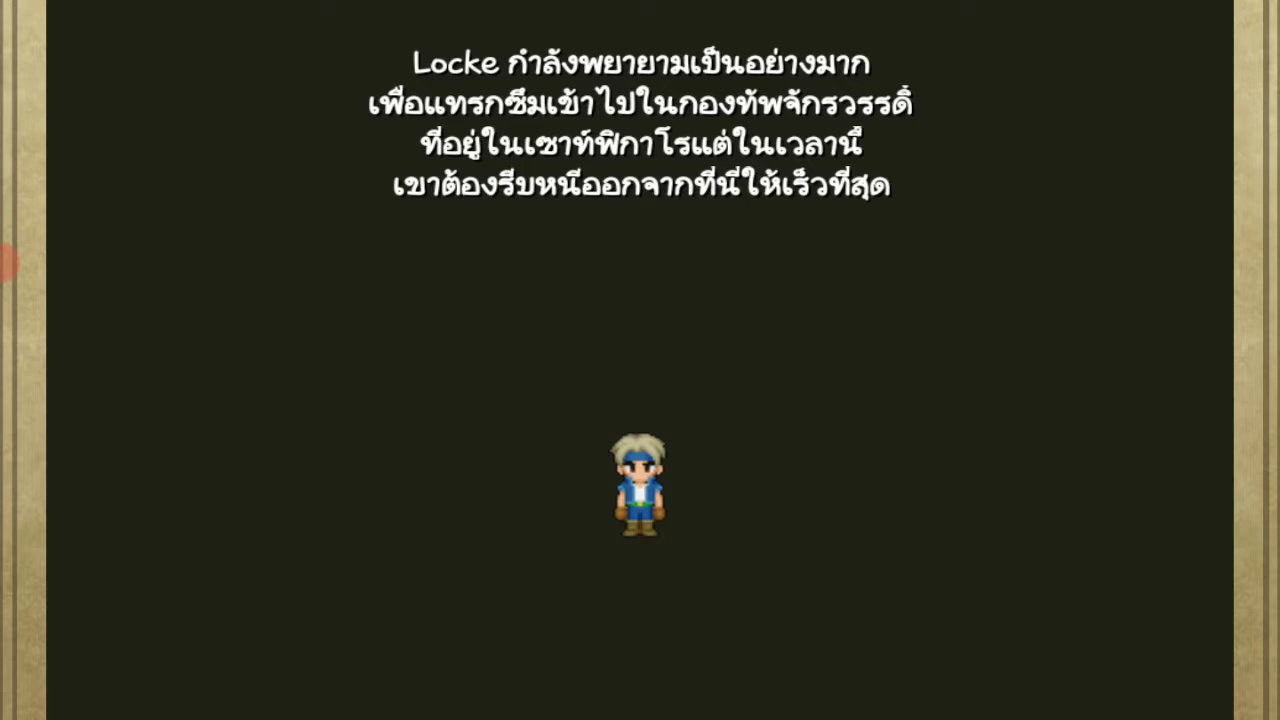 Locke กำลังพยายามเป็นอย่างมาก
เพื่อแทรกซึมเข้าไปในกองทัพจักรวรรดิ์
ที่อยู่ในเซาท์ฟิกาโรแต่ในเวลานี้
เขาต้องรีบหนีออกจากที่นี่ให้เร็วที่สุด